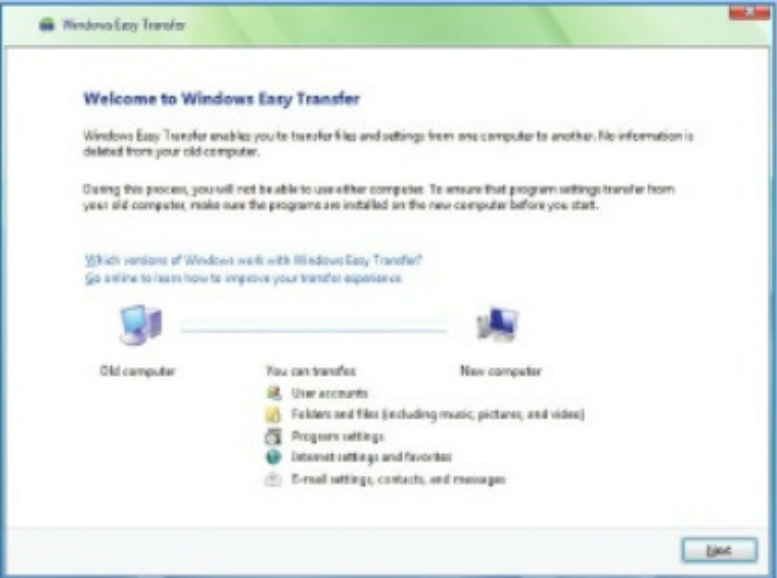 Windows Easy Transfer
Welcome to Windows Easy Transfer
Windows Easy Transfer enables you to transfer files and settings from one computer to another. No information is
deleted from your old computer.
During this process, you will not be able to use either computer. To ensure that program settings transfer from
your old computer, make sure the programs are installed on the new computer before you start.
Which versions of Windows work with Windows Easy Transfer?
Go online to learn how to improve your transfer experience
Old computer
New computer
You can transfer
User accounts
Folders and files (including music, pictures, and video)
Program settings
Internet settings and favorites
E-mail settings, contacts, and messages
Next